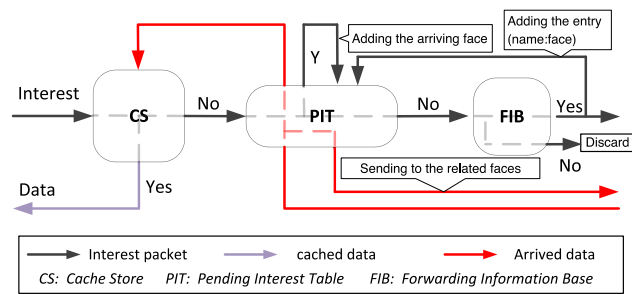 Adding the entry
(name:face)
Adding the arriving face
Y
Interest
No
No
Yes
CS
PIT
FIB
Discard
No
Yes
Data
Sending to the related faces
Interest packet
cached data
Arrived data
CS: Cache Store PIT: Pending Interest Table FIB: Forwarding Information Base